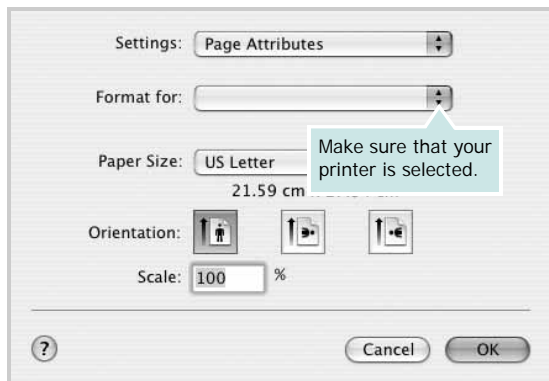 Settings: Page Attributes
Format for:
Make sure that your
printer is selected.
Paper Size: US Letter
21.59 cm
Orientation:
Scale: 100 %
? Cancel OK